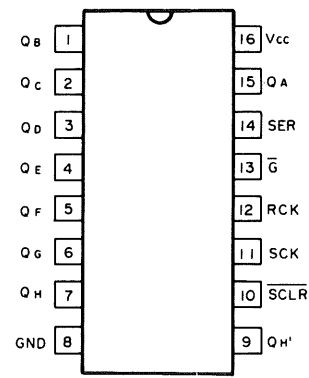 QB 1 16 Vcc
QC 2 15 QA
QD 3 14 SER
QE 4 13 G̅
QF 5 12 RCK
QG 6 11 SCK
QH 7 10 S̅C̅L̅R̅
GND 8 9 QH'